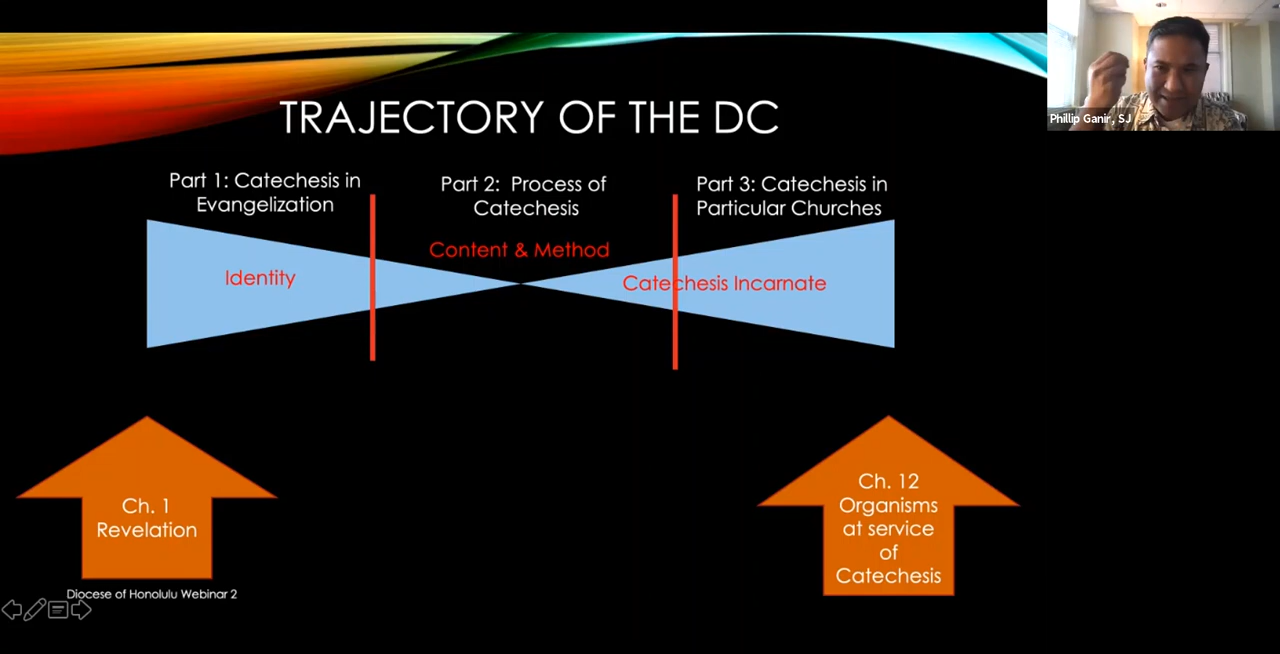 Phillip Ganir, SJ
TRAJECTORY OF THE DC
Part 1: Catechesis in
Evangelization
Part 2: Process of
Catechesis
Part 3: Catechesis in
Particular Churches
Content & Method
Identity
Catechesis Incarnate
Ch. 1
Revelation
Ch. 12
Organisms
at service
of
Catechesis
Diocese of Honolulu Webinar 2